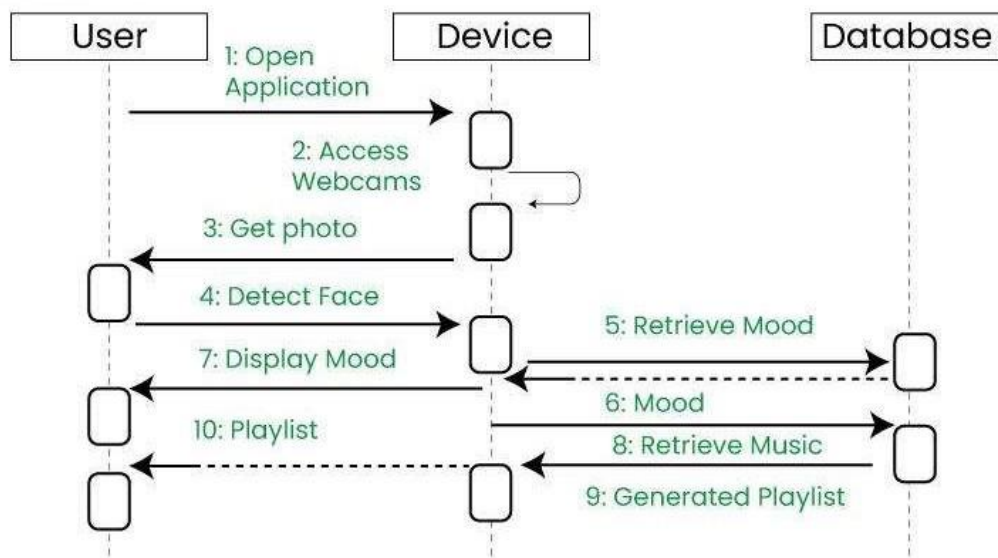 User
Device
Database
1: Open
Application
2: Access
Webcams
3: Get photo
4: Detect Face
5: Retrieve Mood
7: Display Mood
6: Mood
10: Playlist
8: Retrieve Music
9: Generated Playlist